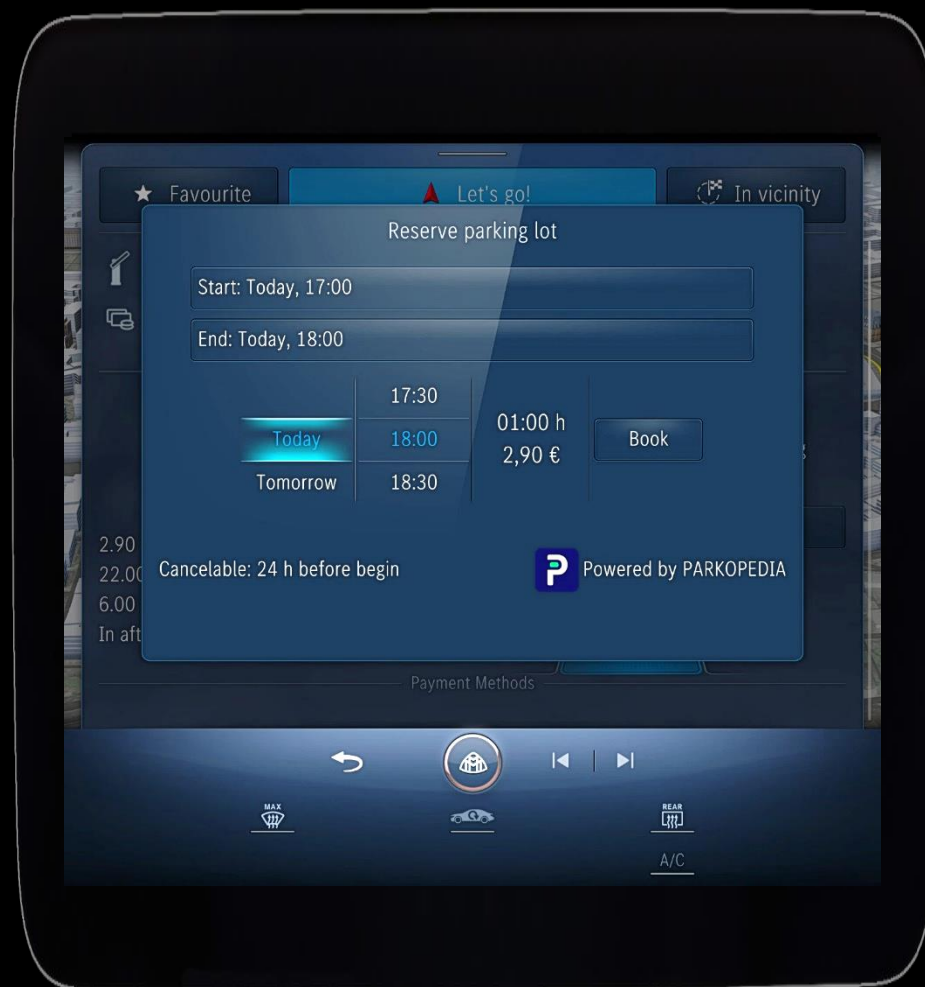 Favourite
Let's go!
In vicinity
Reserve parking lot
Start: Today, 17:00
End: Today, 18:00
17:30
Today
18:00
01:00 h
2,90 €
Book
Tomorrow
18:30
2.90
22.00
6.00
In aft
Cancelable: 24 h before begin
Powered by PARKOPEDIA
Payment Methods
MAX
REAR
A/C